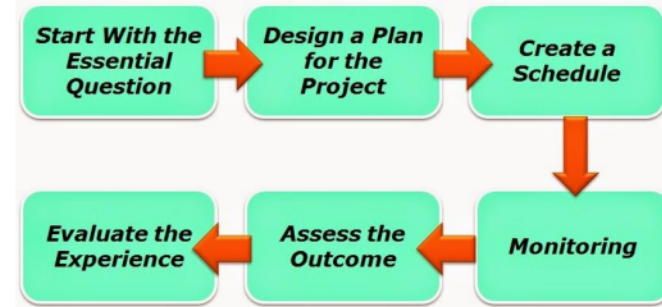 Start With the
Essential
Question
Design a Plan
for the
Project
Create a
Schedule
Monitoring
Assess the
Outcome
Evaluate the
Experience